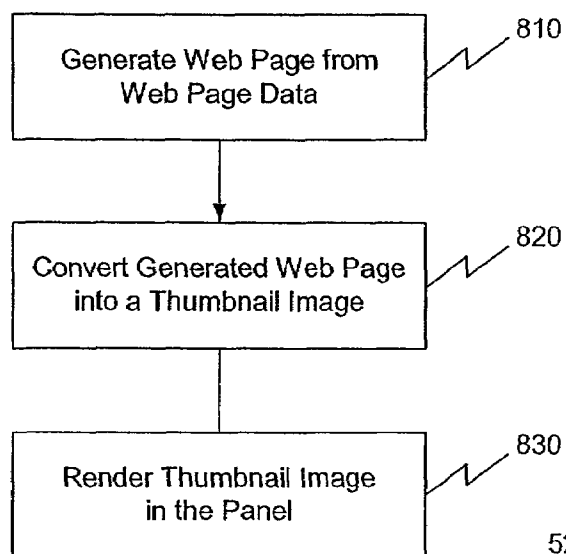 810
Generate Web Page from
Web Page Data
820
Convert Generated Web Page
into a Thumbnail Image
830
Render Thumbnail Image
in the Panel